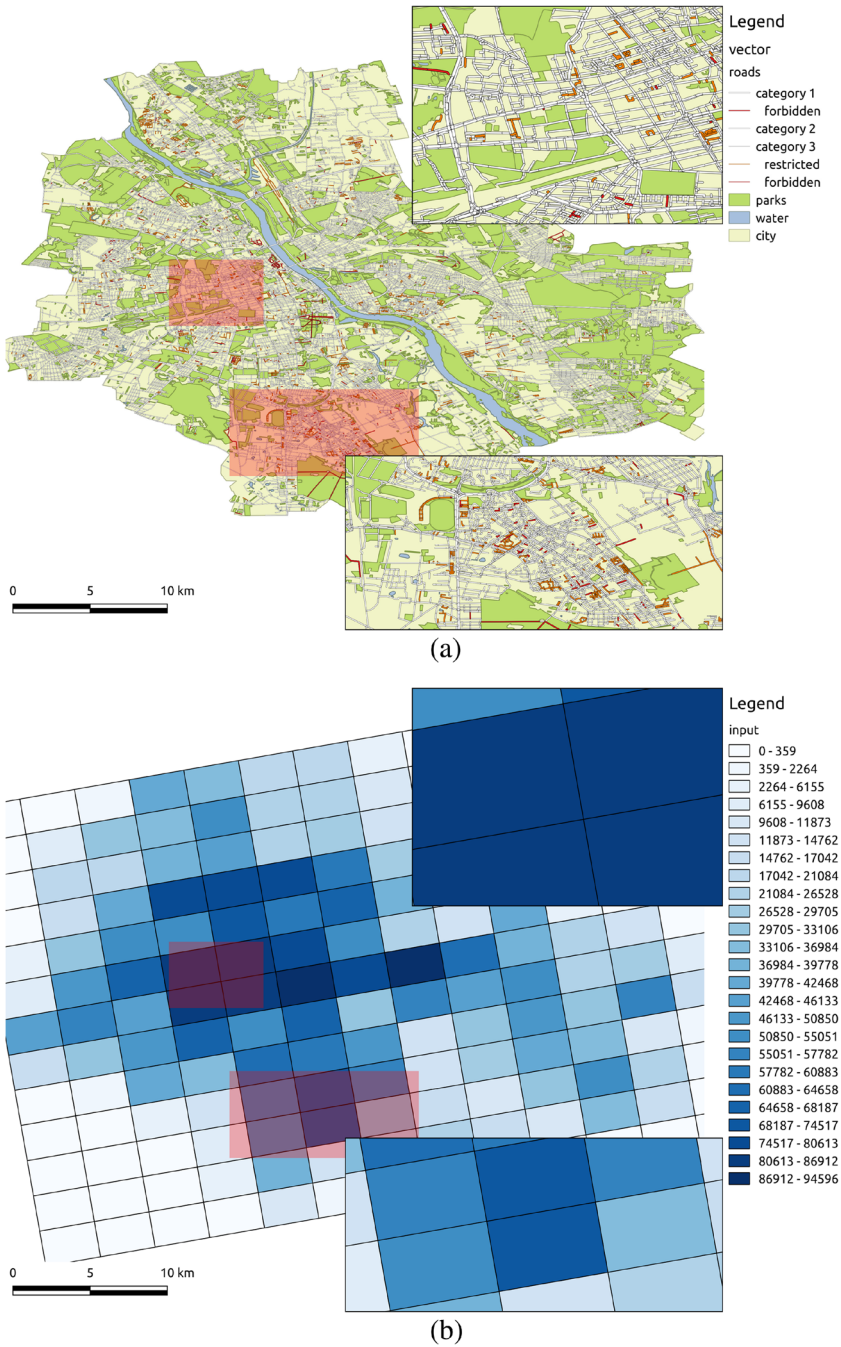 Legend
vector
roads
category 1
forbidden
category 2
category 3
restricted
forbidden
parks
water
city
0 5 10 km
(a)
Legend
input
0 - 359
359 - 2264
2264 - 6155
6155 - 9608
9608 - 11873
11873 - 14762
14762 - 17042
17042 - 21084
21084 - 26528
26528 - 29705
29705 - 33106
33106 - 36984
36984 - 39778
39778 - 42468
42468 - 46133
46133 - 50850
50850 - 55051
55051 - 57782
57782 - 60883
60883 - 64658
64658 - 68187
68187 - 74517
74517 - 80613
80613 - 86912
86912 - 94596
0 5 10 km
(b)